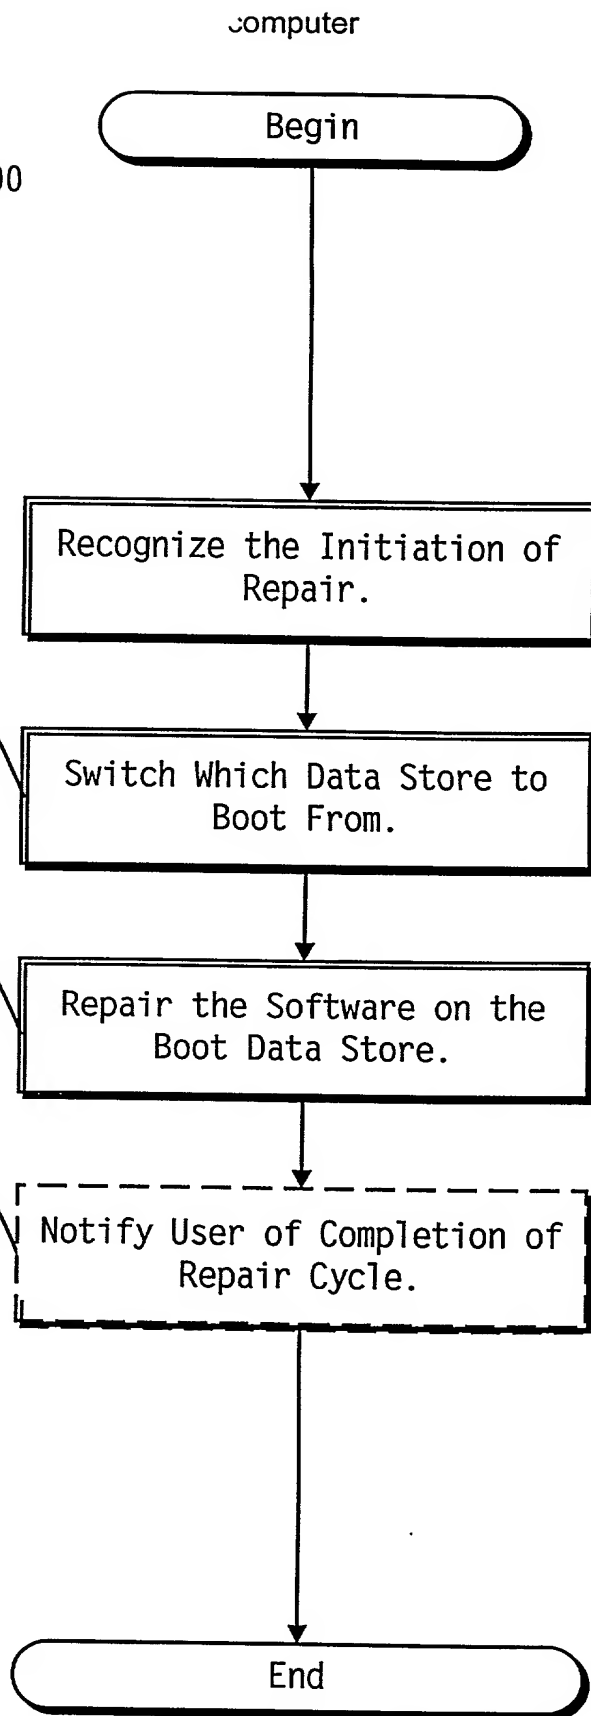 computer
Begin
00
Recognize the Initiation of
Repair.
Switch Which Data Store to
Boot From.
Repair the Software on the
Boot Data Store.
Notify User of Completion of
Repair Cycle.
End